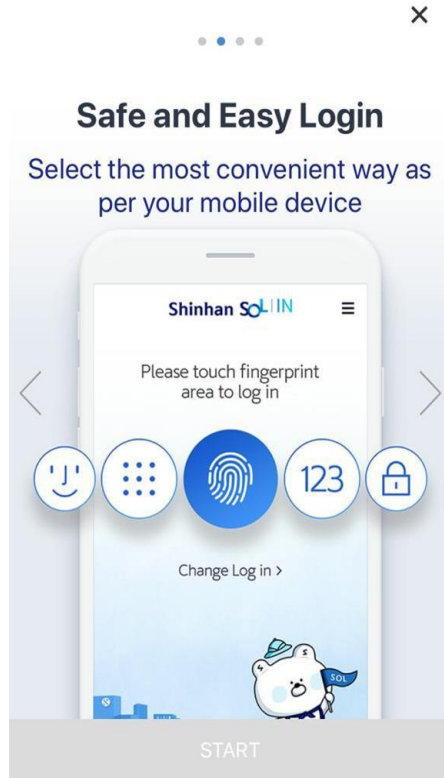 Safe and Easy Login
Select the most convenient way as
per your mobile device
Shinhan SOL IN
Please touch fingerprint
area to log in
123
Change Log in >
SOL
START